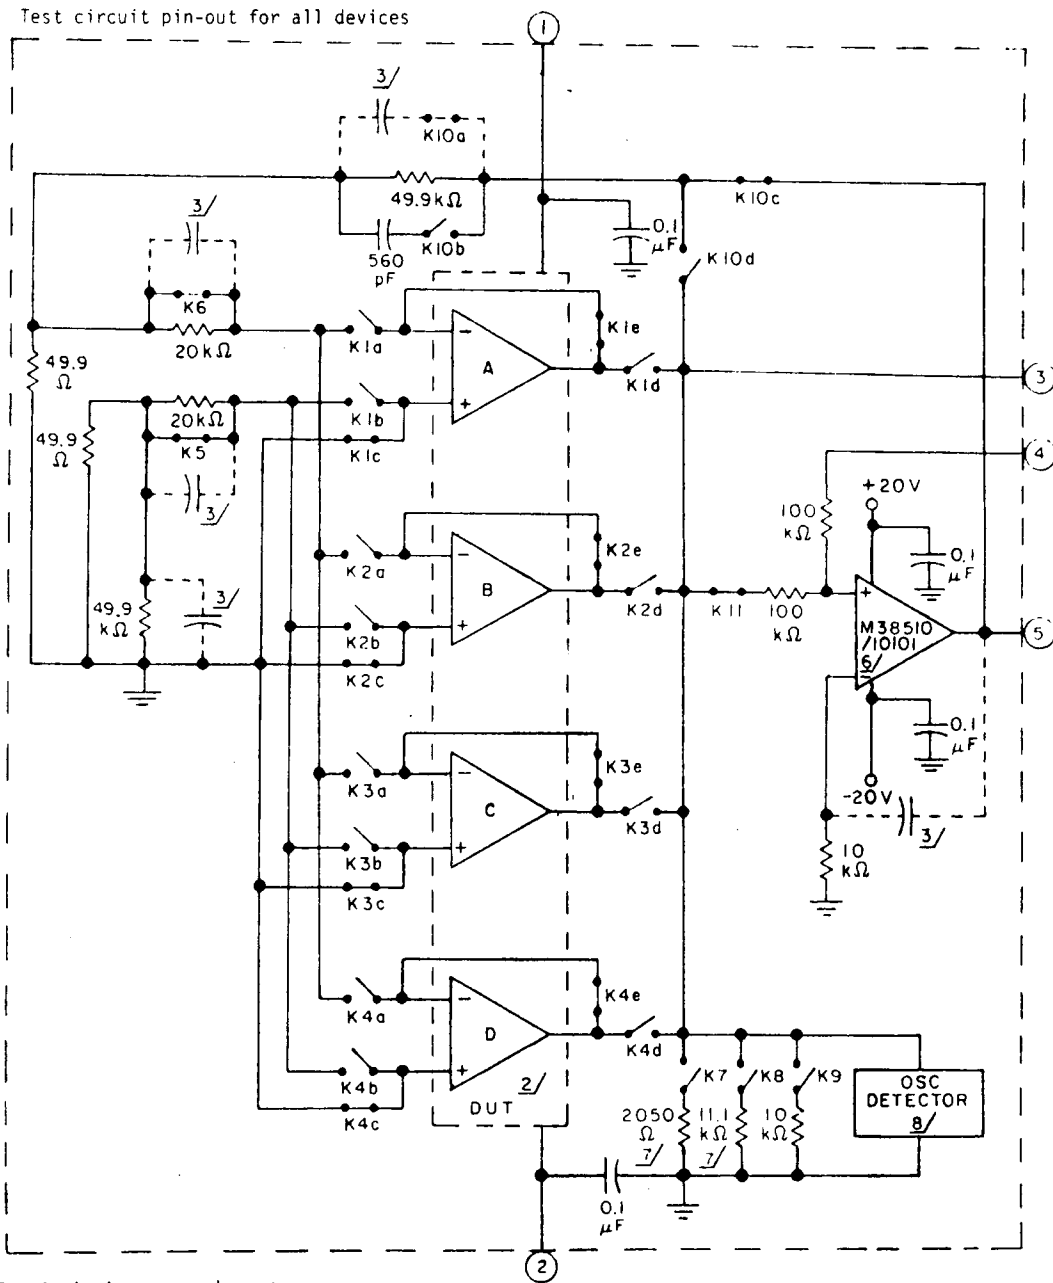 Test circuit pin-out for all devices
1
3/
K10a
49.9kΩ
K10c
3/
K10b
0.1
μF
560
pF
K10d
K6
20kΩ
K1a
K1e
49.9
Ω
−
A
K1d
3
20kΩ
K1b
+
49.9
Ω
K5
K1c
4
3/
+20V
100
kΩ
K2a
−
K2e
0.1
μF
B
K2d
K11
100
kΩ
+
3/
49.9
kΩ
K2b
+
M38510
/10101
6/
−
5
K2c
0.1
μF
K3a
−
K3e
-20V
C
K3d
3/
K3b
+
10
kΩ
K3c
K4a
−
K4e
D
K4d
K4b
+
K7
K8
K9
OSC
DETECTOR
8/
2/
K4c
DUT
2050
Ω
7/
11.1
kΩ
7/
10
kΩ
0.1
μF
2